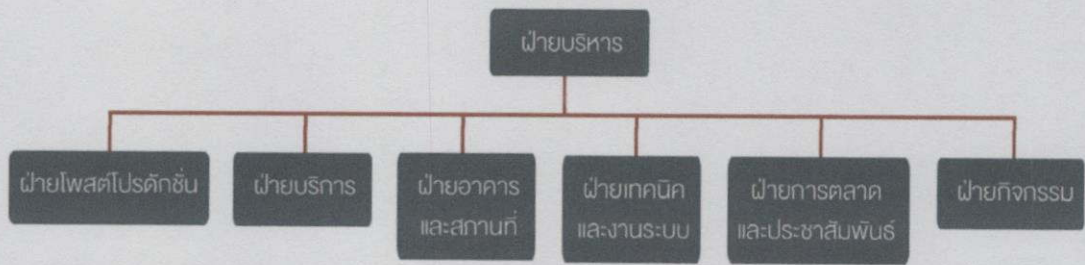 ฝ่ายบริหาร
ฝ่ายโพสต์โปรดักชั่น
ฝ่ายบริการ
ฝ่ายอาคาร
และสถานที่
ฝ่ายเทคนิค
และงานระบบ
ฝ่ายการตลาด
และประชาสัมพันธ์
ฝ่ายกิจกรรม